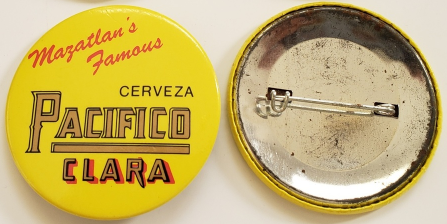 Mazatlan's
Famous
CERVEZA
PACIFICO
CLARA